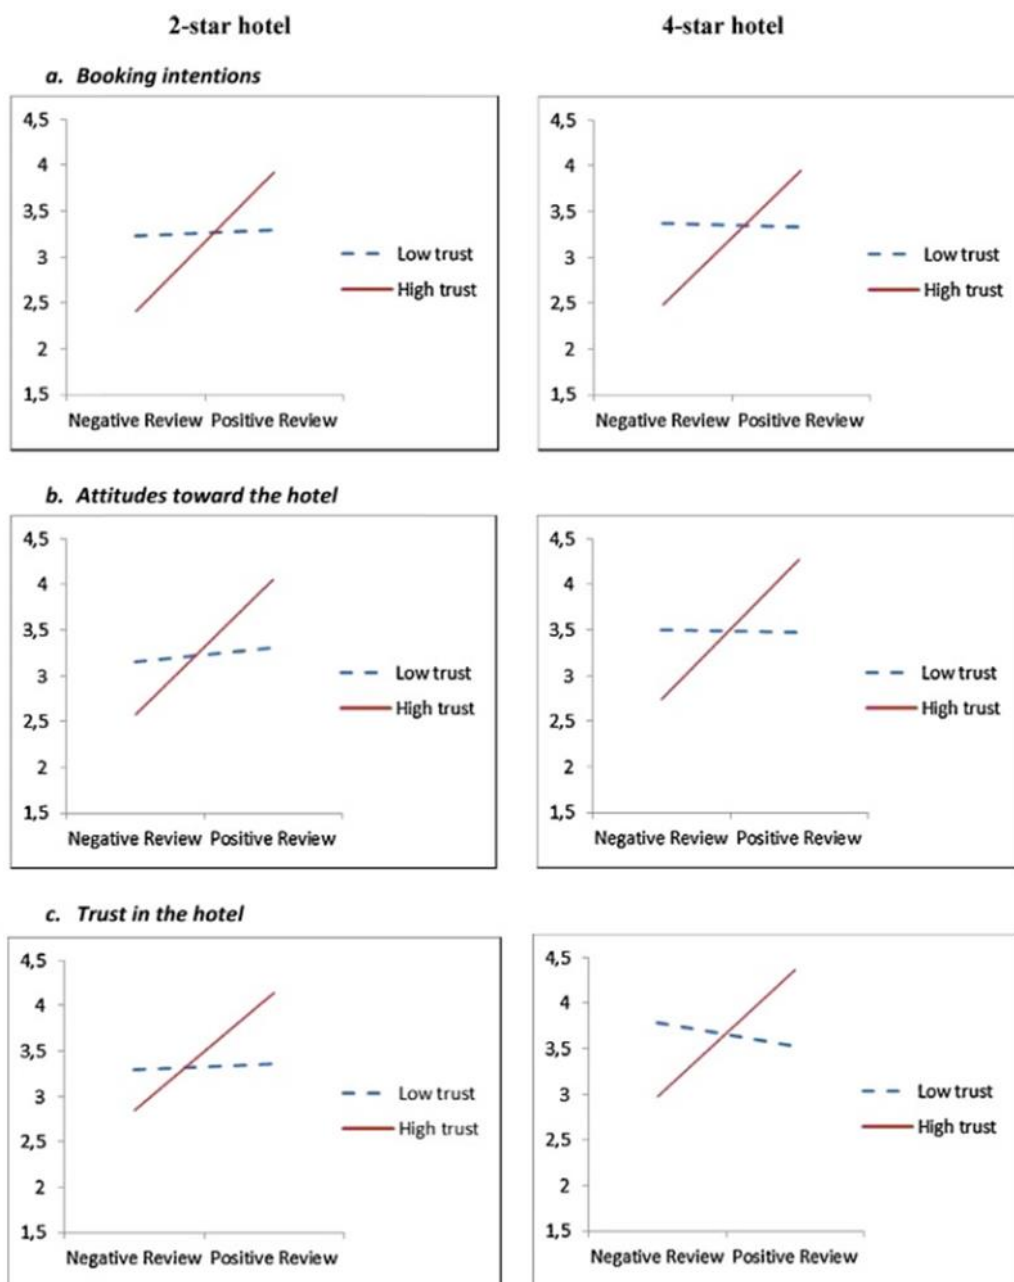 2-star hotel 4-star hotel
a. Booking intentions
4,5
4
3,5
3
2,5
2
1,5
Low trust
High trust
Negative Review Positive Review
4,5
4
3,5
3
2,5
2
1,5
Low trust
High trust
Negative Review Positive Review
b. Attitudes toward the hotel
4,5
4
3,5
3
2,5
2
1,5
Low trust
High trust
Negative Review Positive Review
4,5
4
3,5
3
2,5
2
1,5
Low trust
High trust
Negative Review Positive Review
c. Trust in the hotel
4,5
4
3,5
3
2,5
2
1,5
Low trust
High trust
Negative Review Positive Review
4,5
4
3,5
3
2,5
2
1,5
Low trust
High trust
Negative Review Positive Review